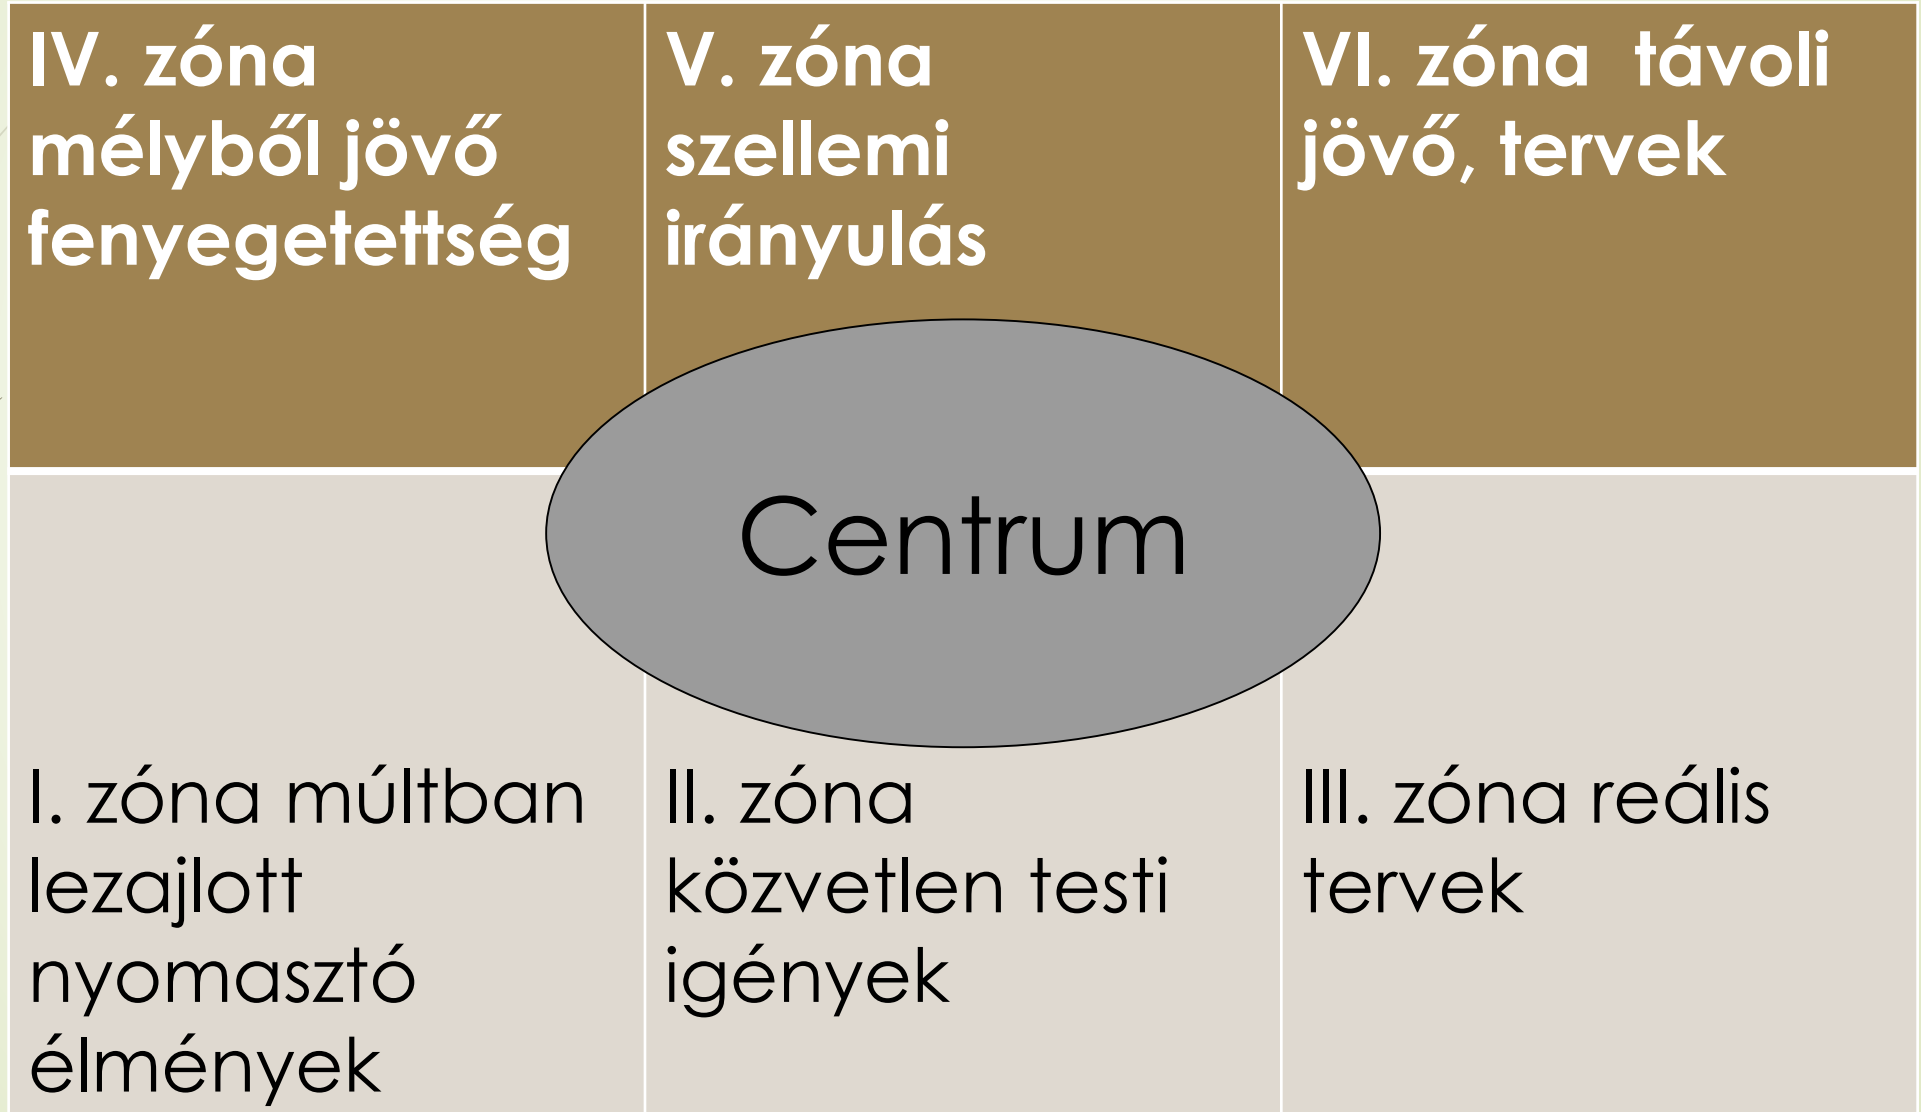 IV. zóna
mélyből jövő
fenyegetettség
V. zóna
szellemi
irányulás
VI. zóna  távoli
jövő, tervek
Centrum
I. zóna múltban
lezajlott
nyomasztó
élmények
II. zóna
közvetlen testi
igények
III. zóna reális
tervek